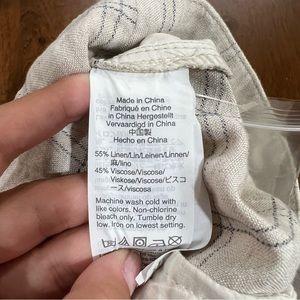 Made in China
Fabriqué en Chine
in China Hergestellt
Vervaardigd in China
中国製
Hecho en China
55% Linen/Lin/Leinen/Linnen/
麻/lino
45% Viscose/Viscose/
Viskose/Viscose/ビスコ
ース/viscosa
Machine wash cold with
like colors. Non-chlorine
bleach only. Tumble dry
low. Iron on lowest setting.